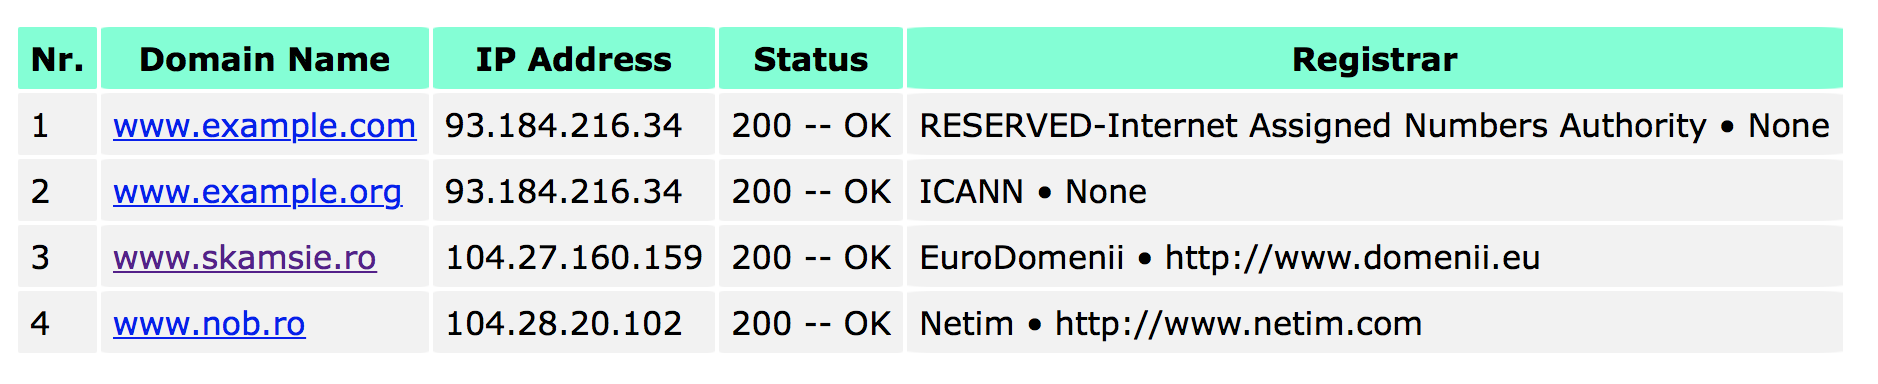 Nr. Domain Name IP Address Status Registrar
1 www.example.com 93.184.216.34 200 -- OK RESERVED-Internet Assigned Numbers Authority • None
2 www.example.org 93.184.216.34 200 -- OK ICANN • None
3 www.skamsie.ro 104.27.160.159 200 -- OK EuroDomenii • http://www.domenii.eu
4 www.nob.ro 104.28.20.102 200 -- OK Netim • http://www.netim.com